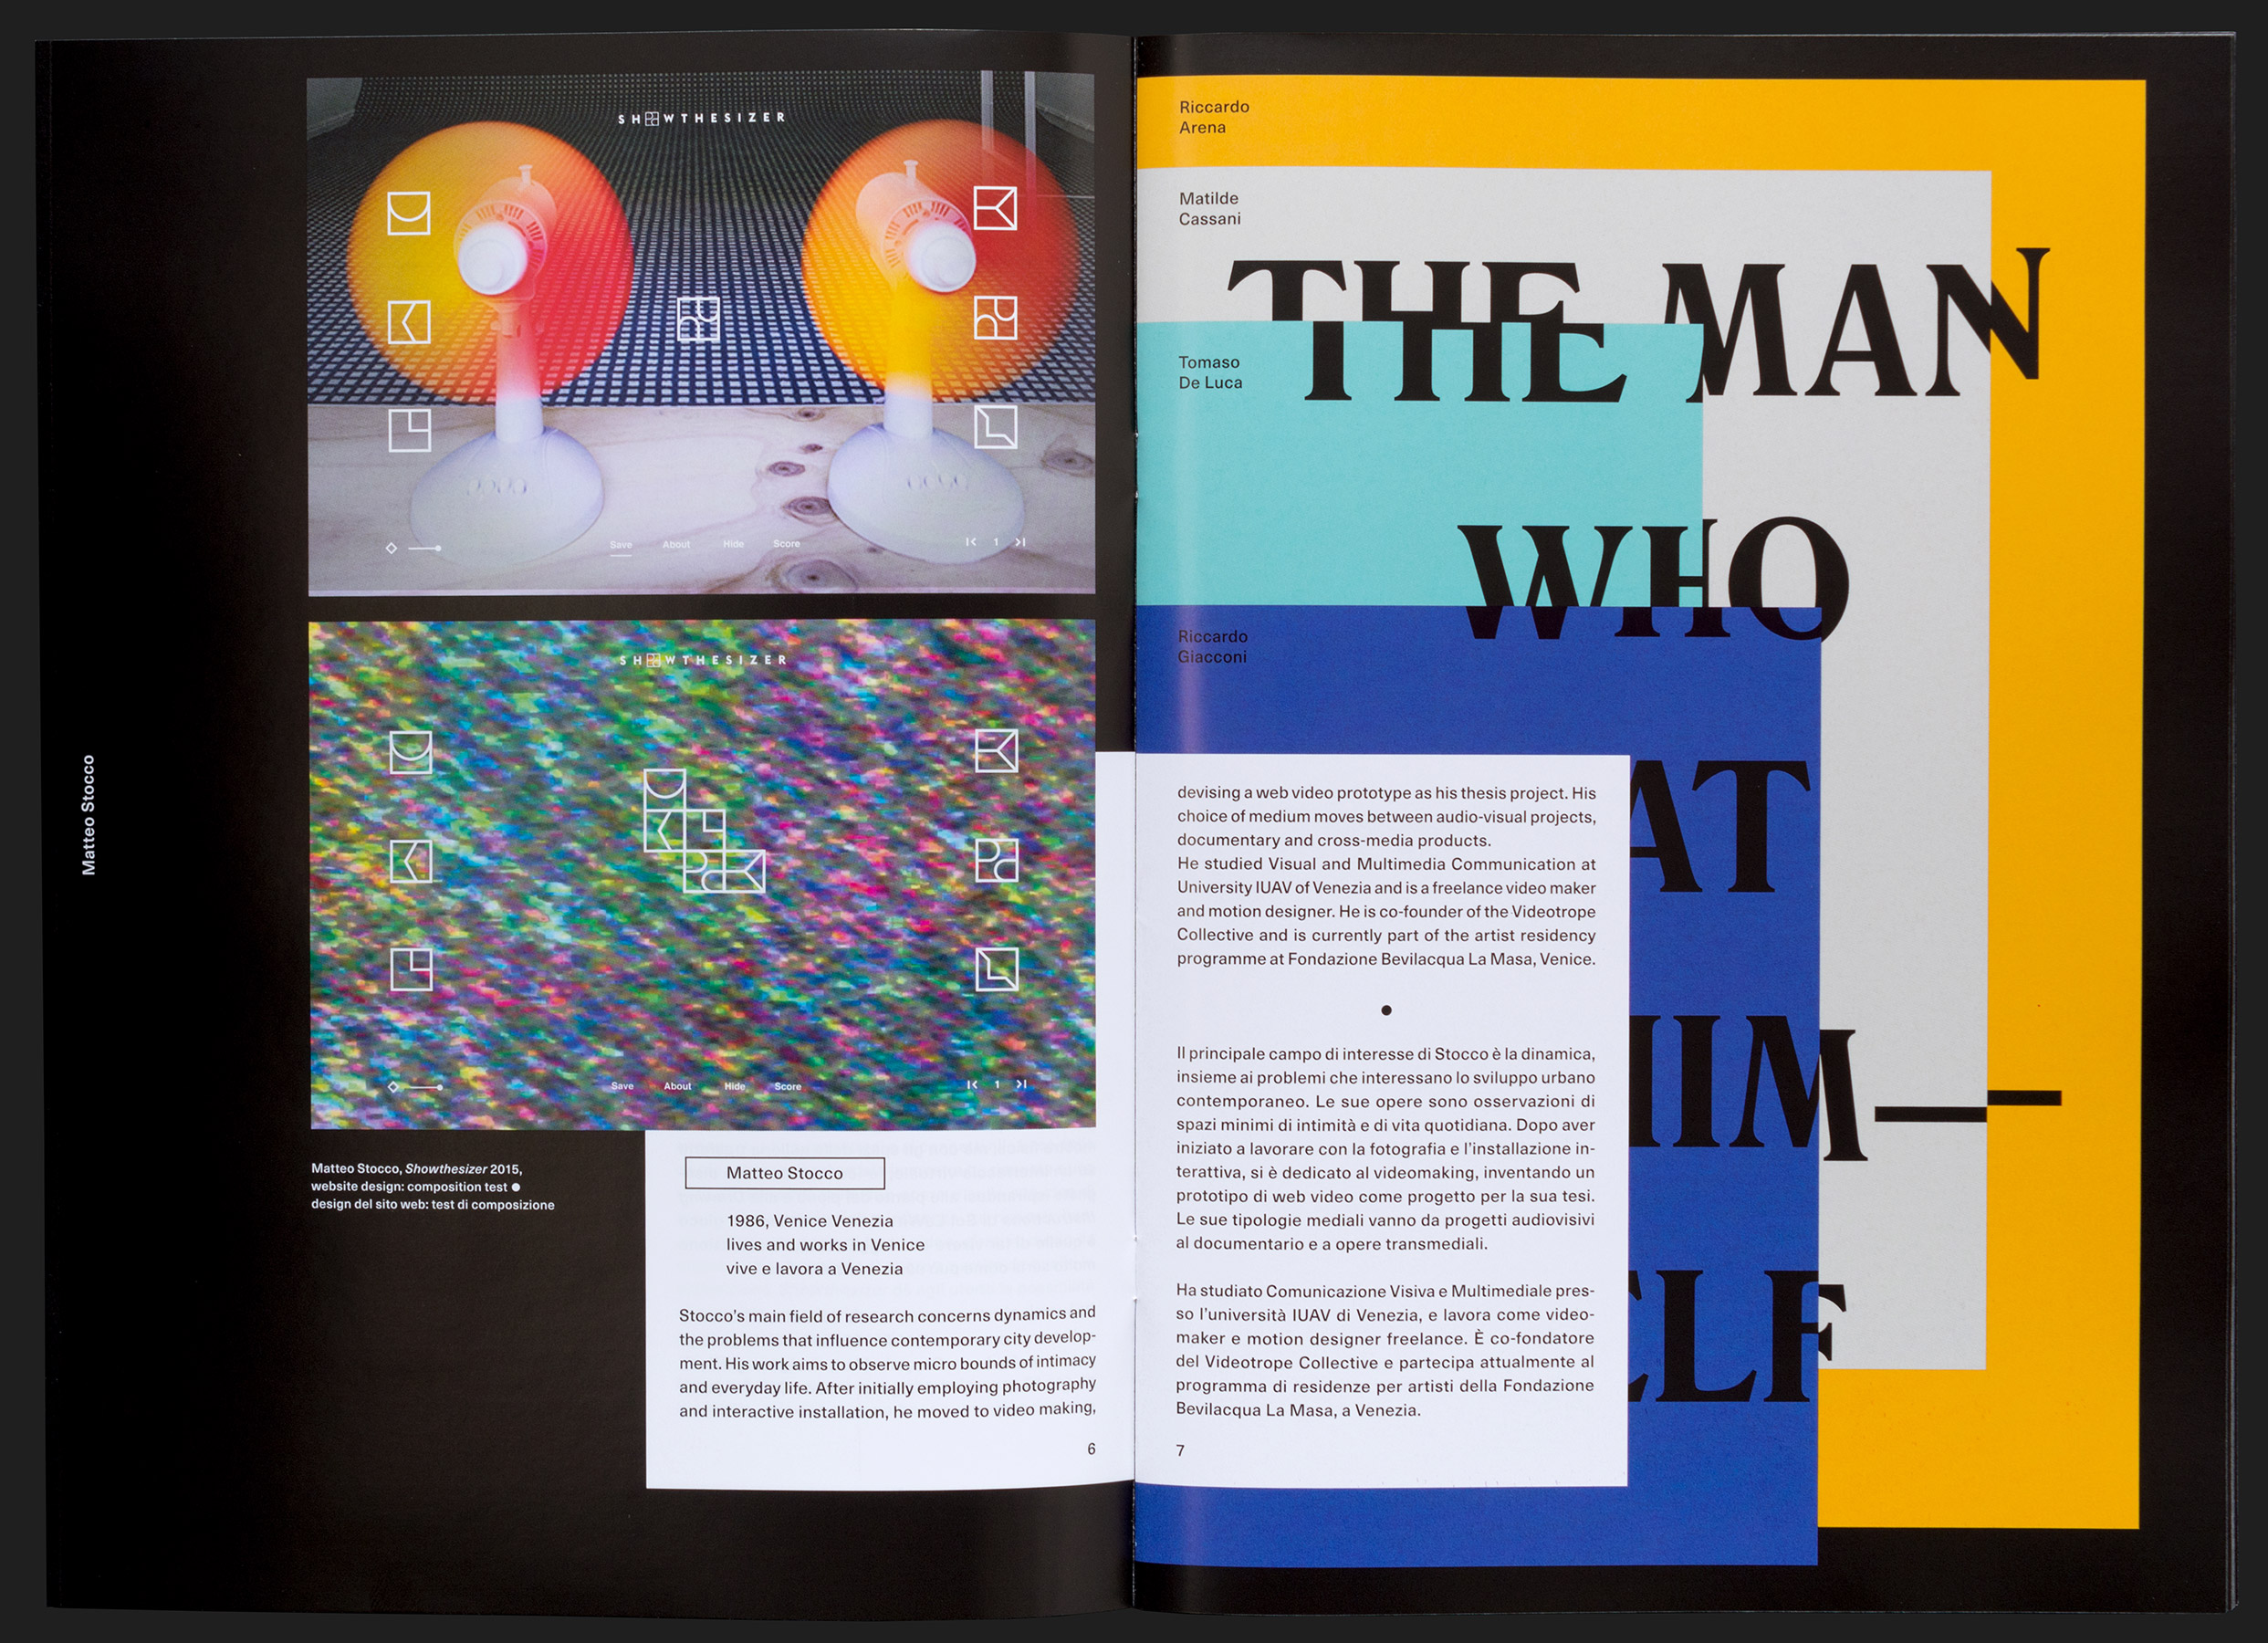 Matteo Stocco
SHOWTHESIZER
Save About Hide Score
1
SHOWTHESIZER
Save About Hide Score
1
Matteo Stocco, Showthesizer 2015,
website design: composition test ●
design del sito web: test di composizione
Matteo Stocco
1986, Venice Venezia
lives and works in Venice
vive e lavora a Venezia
Stocco's main field of research concerns dynamics and
the problems that influence contemporary city develop-
ment. His work aims to observe micro bounds of intimacy
and everyday life. After initially employing photography
and interactive installation, he moved to video making,
6
Riccardo
Arena
Matilde
Cassani
Tomaso
De Luca
Riccardo
Giacconi
THE MAN
WHO
AT
HIM—
ELF
devising a web video prototype as his thesis project. His
choice of medium moves between audio-visual projects,
documentary and cross-media products.
He studied Visual and Multimedia Communication at
University IUAV of Venezia and is a freelance video maker
and motion designer. He is co-founder of the Videotrope
Collective and is currently part of the artist residency
programme at Fondazione Bevilacqua La Masa, Venice.
●
Il principale campo di interesse di Stocco è la dinamica,
insieme ai problemi che interessano lo sviluppo urbano
contemporaneo. Le sue opere sono osservazioni di
spazi minimi di intimità e di vita quotidiana. Dopo aver
iniziato a lavorare con la fotografia e l'installazione in-
terattiva, si è dedicato al videomaking, inventando un
prototipo di web video come progetto per la sua tesi.
Le sue tipologie mediali vanno da progetti audiovisivi
al documentario e a opere transmediali.
Ha studiato Comunicazione Visiva e Multimediale pres-
so l'università IUAV di Venezia, e lavora come video-
maker e motion designer freelance. È co-fondatore
del Videotrope Collective e partecipa attualmente al
programma di residenze per artisti della Fondazione
Bevilacqua La Masa, a Venezia.
7